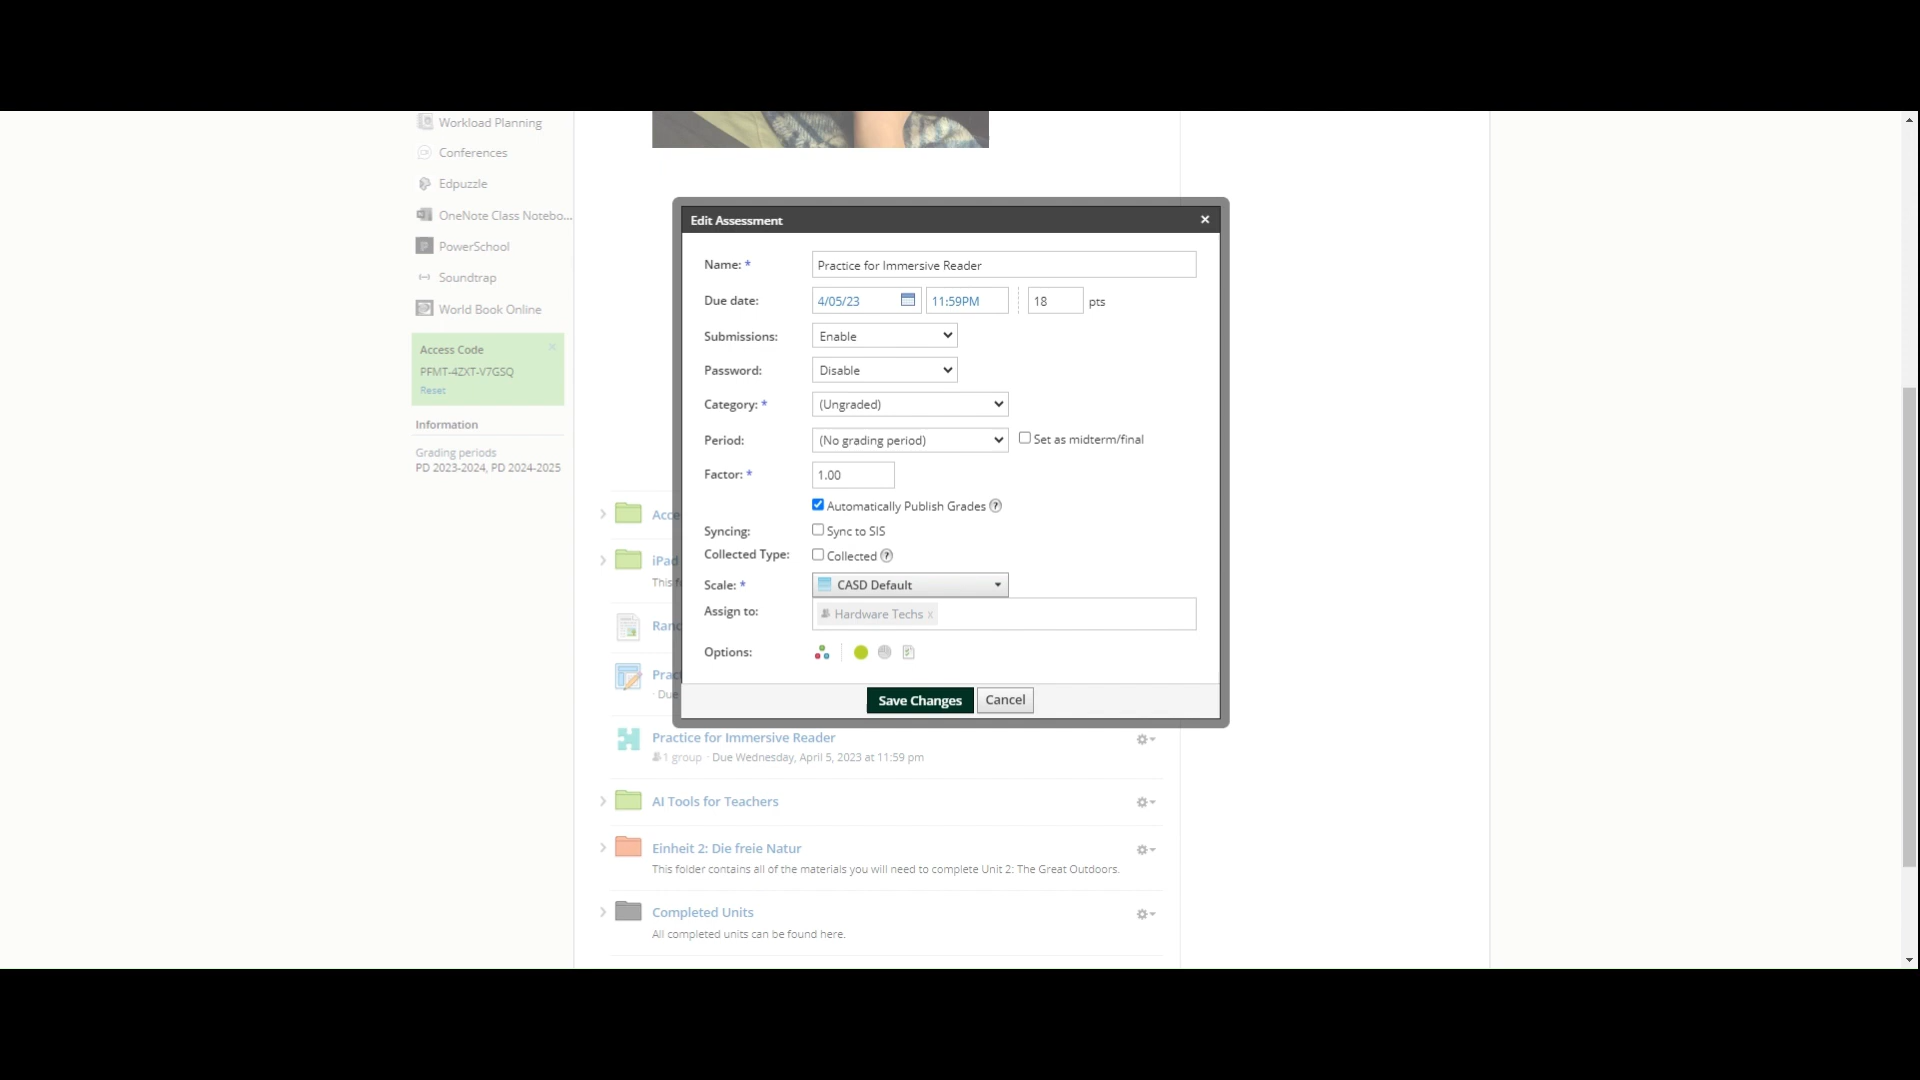 Workload Planning
Conferences
Edpuzzle
OneNote Class Notebo...
PowerSchool
Soundtrap
World Book Online
Access Code
PFMT-4ZXT-V7GSQ
Reset
Information
Grading periods
PD 2023-2024, PD 2024-2025
Edit Assessment
Name: * Practice for Immersive Reader
Due date: 4/05/23 11:59PM 18 pts
Submissions: Enable
Password: Disable
Category: * (Ungraded)
Period: (No grading period) Set as midterm/final
Factor: * 1.00
Automatically Publish Grades ?
Syncing: Sync to SIS
Collected Type: Collected ?
Scale: * CASD Default
Assign to: Hardware Techs x
Options:
Save Changes Cancel
Acce
iPad
This f
Ranc
Prac
· Due
Practice for Immersive Reader
1 group · Due Wednesday, April 5, 2023 at 11:59 pm
AI Tools for Teachers
Einheit 2: Die freie Natur
This folder contains all of the materials you will need to complete Unit 2: The Great Outdoors.
Completed Units
All completed units can be found here.